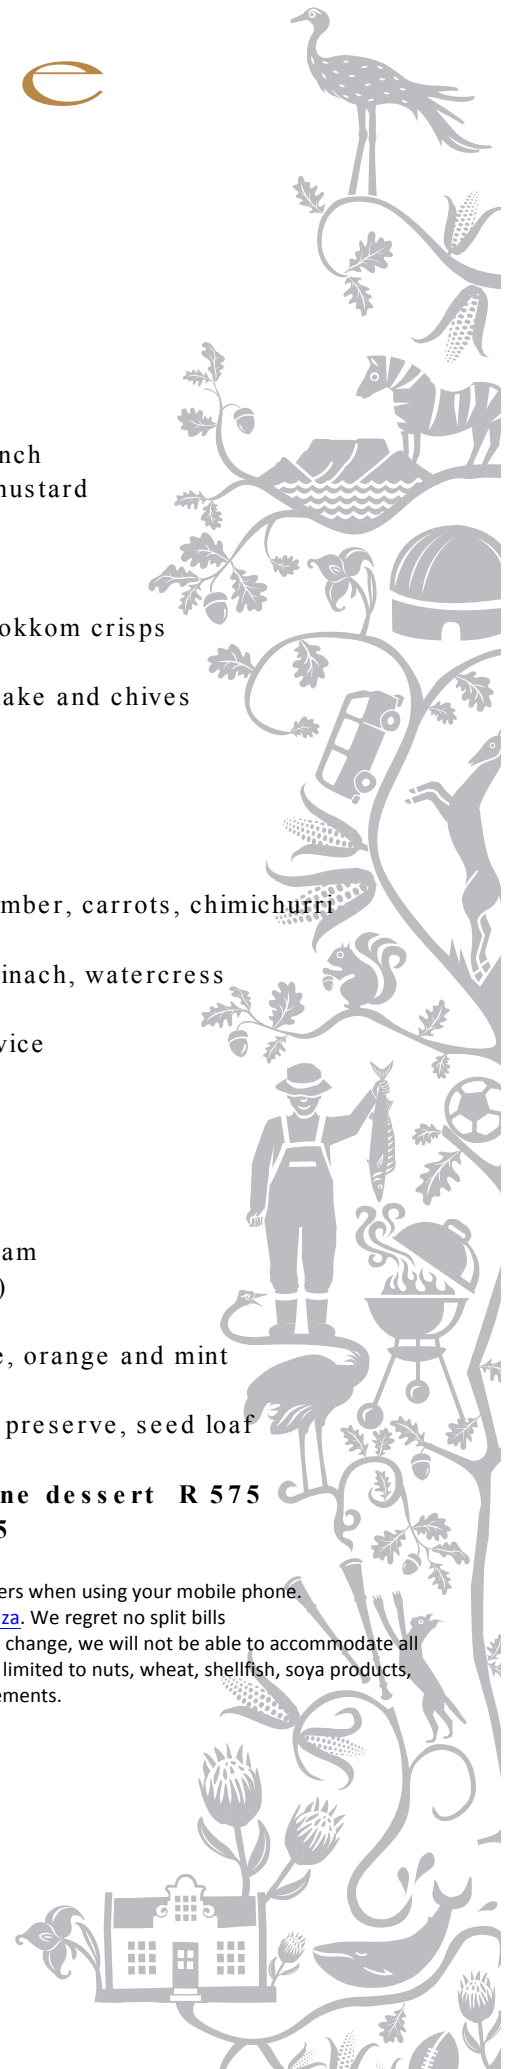 e
nch
mustard
okkom crisps
ake and chives
mber, carrots, chimichurri
inach, watercress
vice
am
)
e, orange and mint
preserve, seed loaf
ne dessert R 575
5
ers when using your mobile phone.
za. We regret no split bills
change, we will not be able to accommodate all
limited to nuts, wheat, shellfish, soya products,
ements.